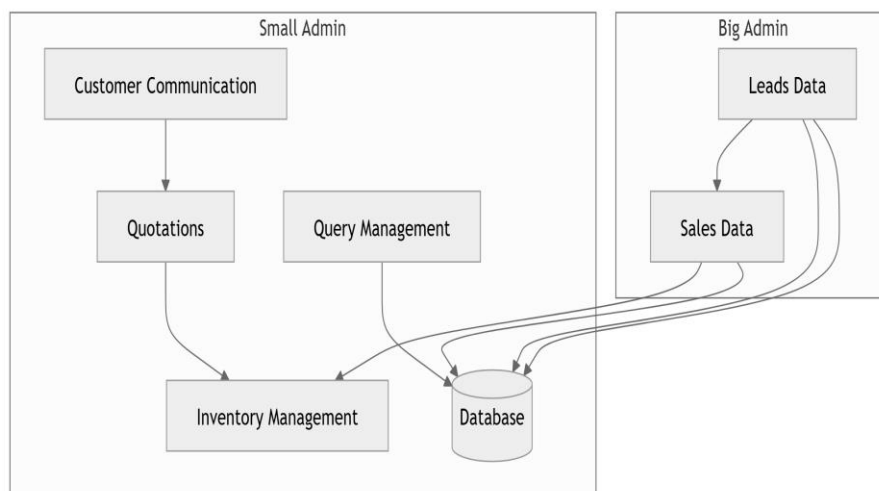 Small Admin
Big Admin
Customer Communication
Leads Data
Quotations
Query Management
Sales Data
Inventory Management
Database